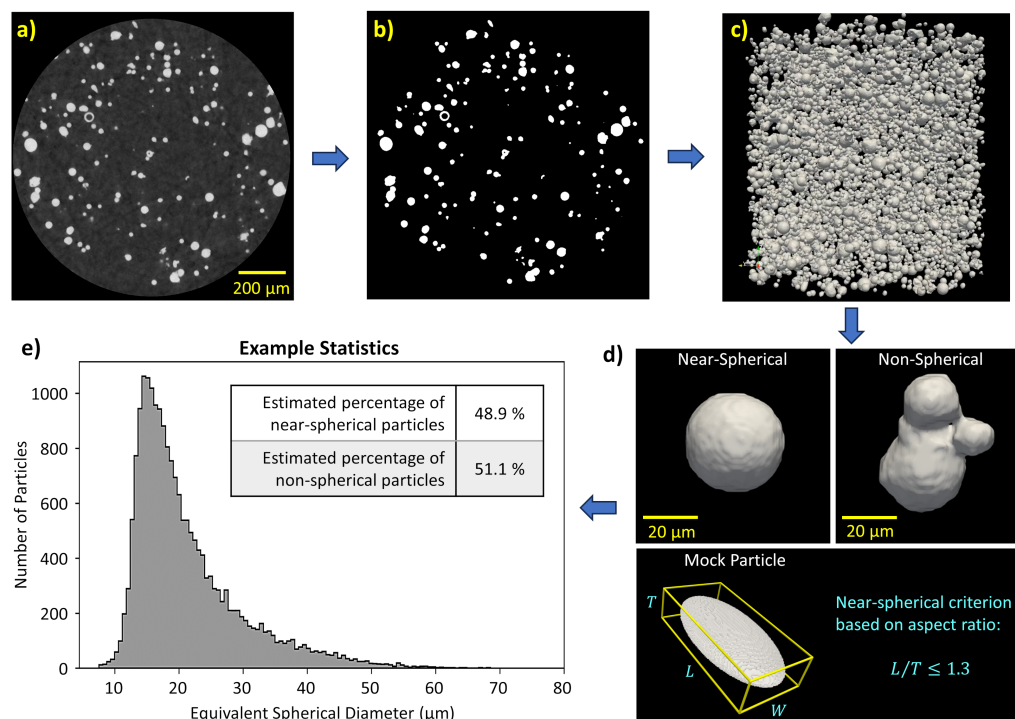 a)
200 µm
b)
c)
d)
Near-Spherical
20 µm
Non-Spherical
20 µm
Mock Particle
T
L
W
Near-spherical criterion
based on aspect ratio:
L/T ≤ 1.3
e)
Example Statistics
Estimated percentage of
near-spherical particles
48.9 %
Estimated percentage of
non-spherical particles
51.1 %
Number of Particles
1000
800
600
400
200
0
10 20 30 40 50 60 70 80
Equivalent Spherical Diameter (µm)